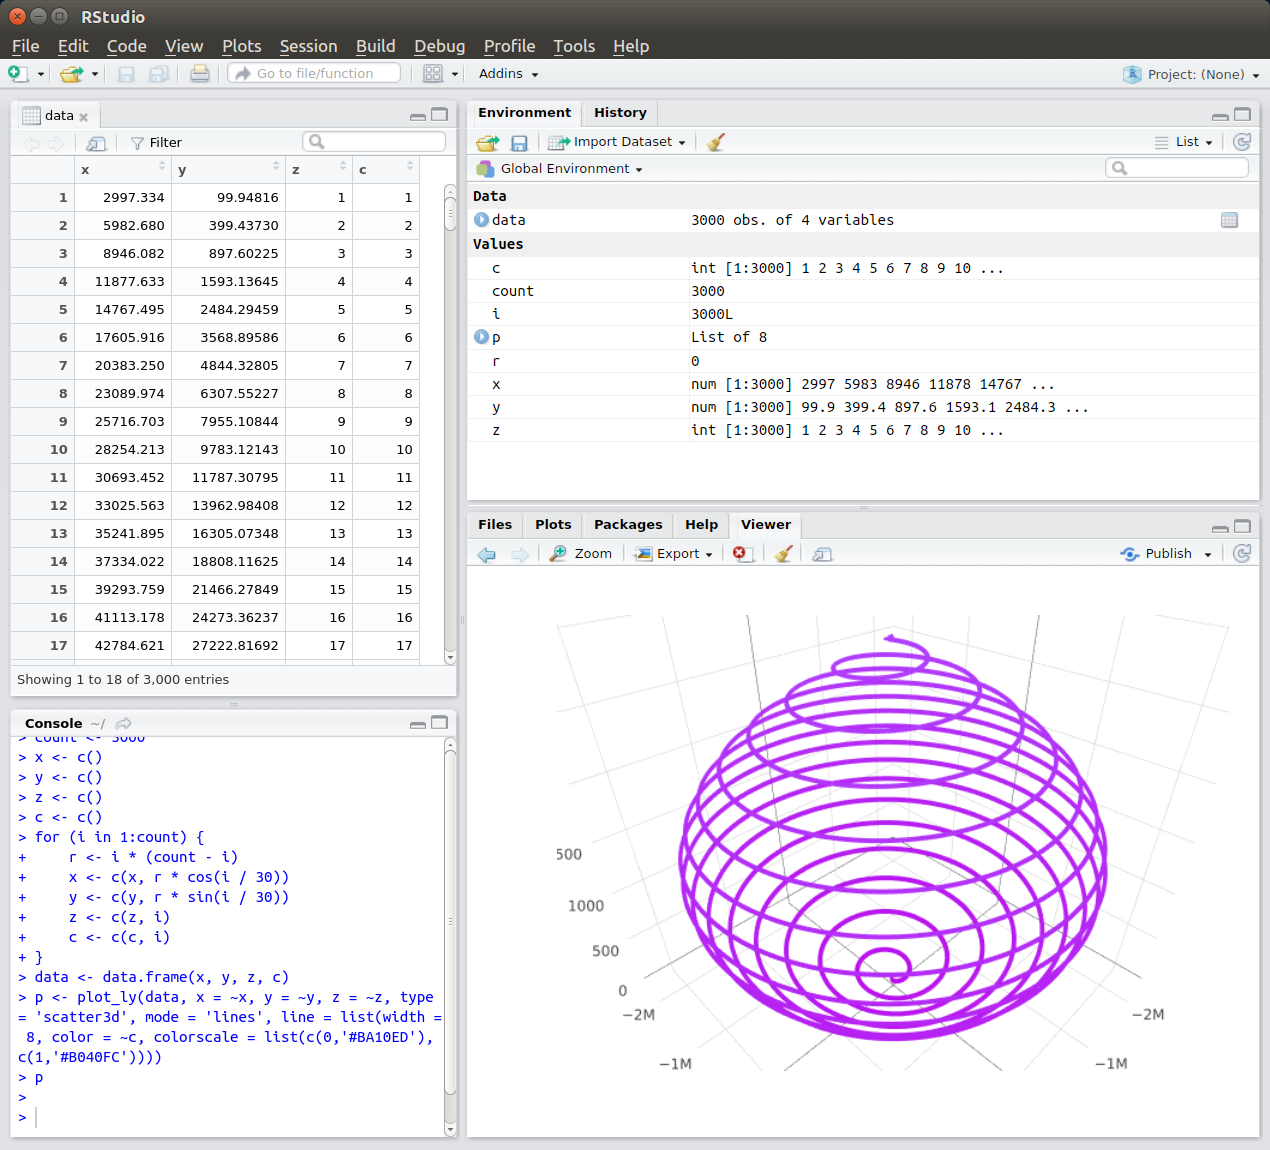 RStudio
File Edit Code View Plots Session Build Debug Profile Tools Help
Go to file/function Addins Project: (None)
data
Filter
x y z c
1 2997.334 99.94816 1 1
2 5982.680 399.43730 2 2
3 8946.082 897.60225 3 3
4 11877.633 1593.13645 4 4
5 14767.495 2484.29459 5 5
6 17605.916 3568.89586 6 6
7 20383.250 4844.32805 7 7
8 23089.974 6307.55227 8 8
9 25716.703 7955.10844 9 9
10 28254.213 9783.12143 10 10
11 30693.452 11787.30795 11 11
12 33025.563 13962.98408 12 12
13 35241.895 16305.07348 13 13
14 37334.022 18808.11625 14 14
15 39293.759 21466.27849 15 15
16 41113.178 24273.36237 16 16
17 42784.621 27222.81692 17 17
Showing 1 to 18 of 3,000 entries
Console ~/
> count <- 3000
> x <- c()
> y <- c()
> z <- c()
> c <- c()
> for (i in 1:count) {
+     r <- i * (count - i)
+     x <- c(x, r * cos(i / 30))
+     y <- c(y, r * sin(i / 30))
+     z <- c(z, i)
+     c <- c(c, i)
+ }
> data <- data.frame(x, y, z, c)
> p <- plot_ly(data, x = ~x, y = ~y, z = ~z, type
= 'scatter3d', mode = 'lines', line = list(width =
 8, color = ~c, colorscale = list(c(0,'#BA10ED'),
c(1,'#B040FC'))))
> p
>
>
Environment History
Import Dataset List
Global Environment
Data
data 3000 obs. of 4 variables
Values
c int [1:3000] 1 2 3 4 5 6 7 8 9 10 ...
count 3000
i 3000L
p List of 8
r 0
x num [1:3000] 2997 5983 8946 11878 14767 ...
y num [1:3000] 99.9 399.4 897.6 1593.1 2484.3 ...
z int [1:3000] 1 2 3 4 5 6 7 8 9 10 ...
Files Plots Packages Help Viewer
Zoom Export Publish
500
1000
500
0
−2M −2M
−1M −1M